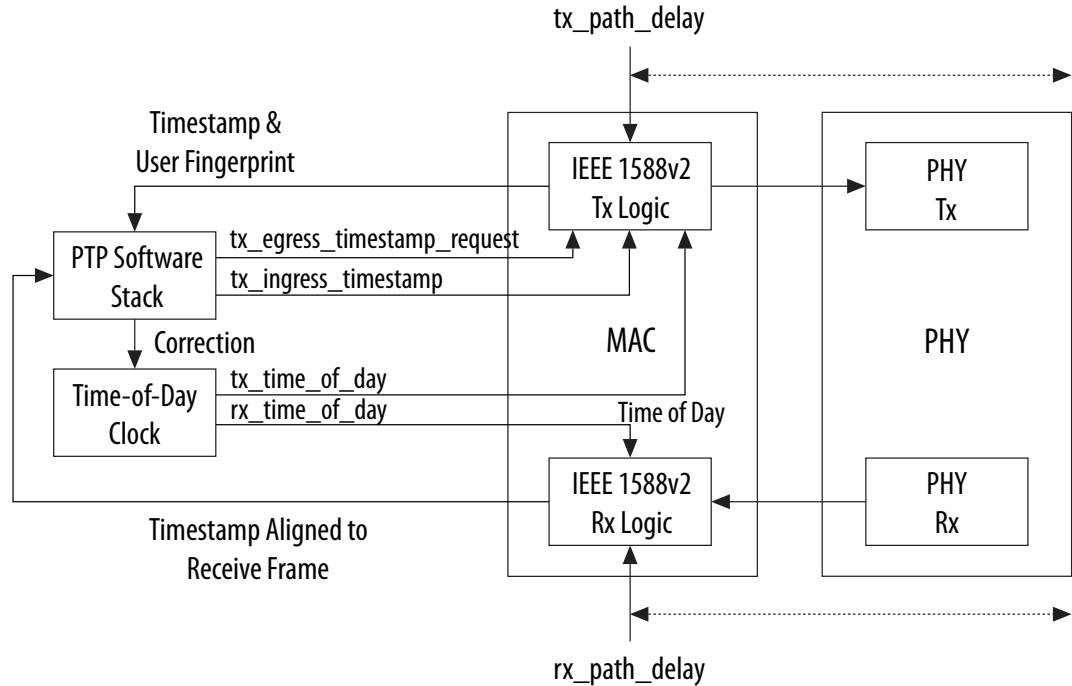 tx_path_delay
Timestamp &
User Fingerprint
IEEE 1588v2
Tx Logic
PHY
Tx
tx_egress_timestamp_request
PTP Software
Stack
tx_ingress_timestamp
Correction
MAC
PHY
Time-of-Day
Clock
tx_time_of_day
rx_time_of_day
Time of Day
IEEE 1588v2
Rx Logic
PHY
Rx
Timestamp Aligned to
Receive Frame
rx_path_delay